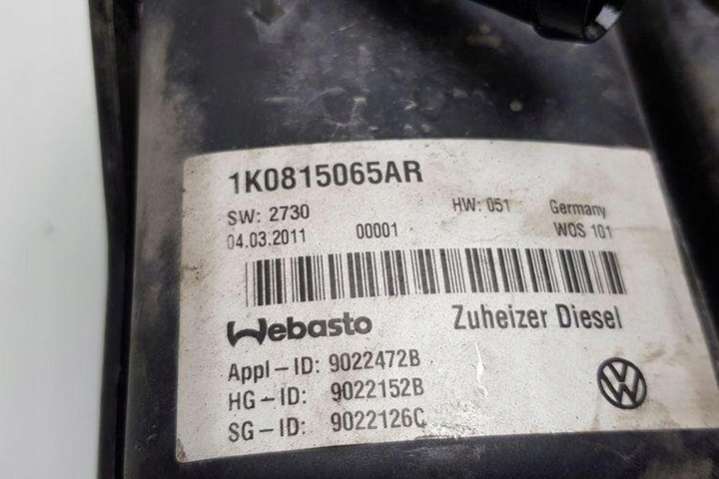 1K0815065AR
SW: 2730 HW: 051 Germany
04.03.2011 00001 WOS 101
Webasto Zuheizer Diesel
Appl-ID: 9022472B
HG-ID: 9022152B
SG-ID: 9022126C
VW